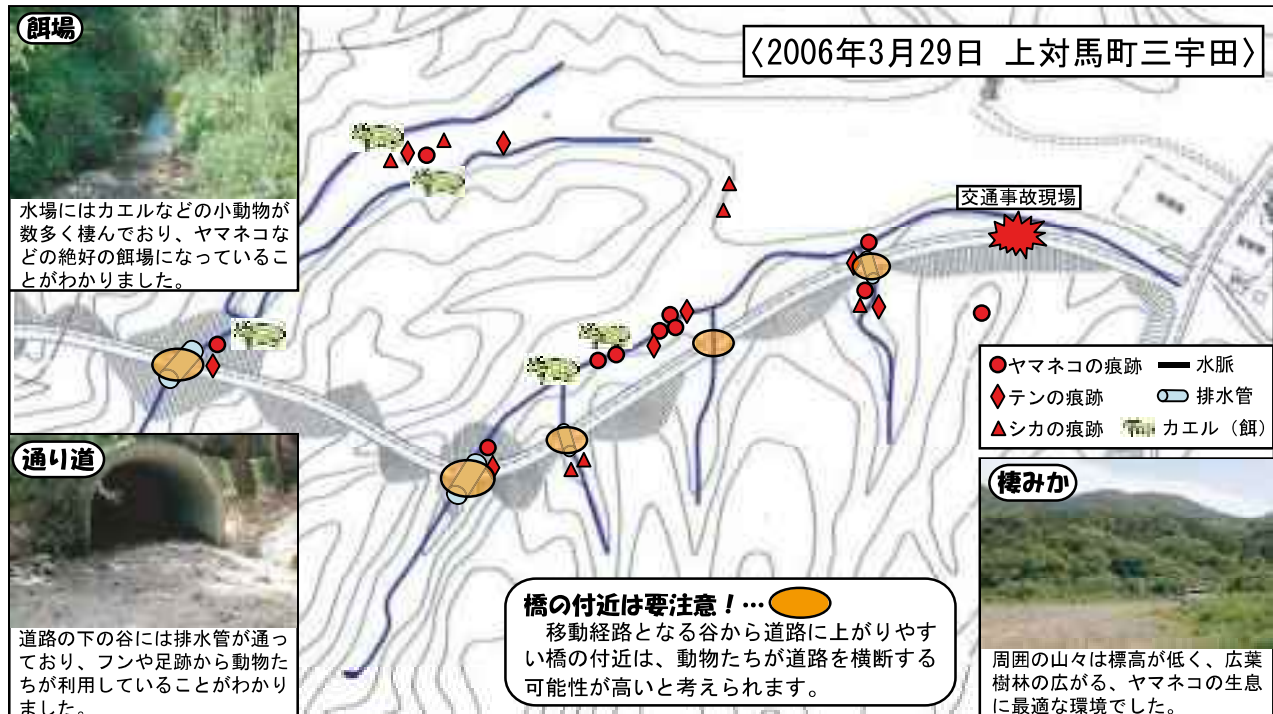 餌場
〈2006年3月29日 上対馬町三宇田〉
水場にはカエルなどの小動物が
数多く棲んでおり、ヤマネコな
どの絶好の餌場になっているこ
とがわかりました。
交通事故現場
ヤマネコの痕跡
水脈
テンの痕跡
排水管
シカの痕跡
カエル（餌）
通り道
道路の下の谷には排水管が通っ
ており、フンや足跡から動物た
ちが利用していることがわかり
ました。
橋の付近は要注意！…
移動経路となる谷から道路に上がりやす
い橋の付近は、動物たちが道路を横断する
可能性が高いと考えられます。
棲みか
周囲の山々は標高が低く、広葉
樹林の広がる、ヤマネコの生息
に最適な環境でした。